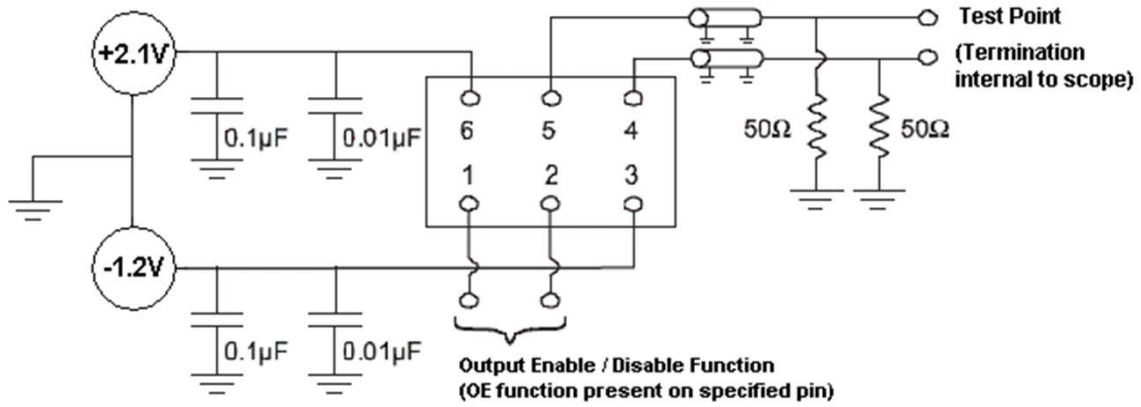 Test Point
+2.1V
(Termination
internal to scope)
0.1µF
0.01µF
6
5
4
50Ω
50Ω
1
2
3
-1.2V
0.1µF
0.01µF
Output Enable / Disable Function
(OE function present on specified pin)